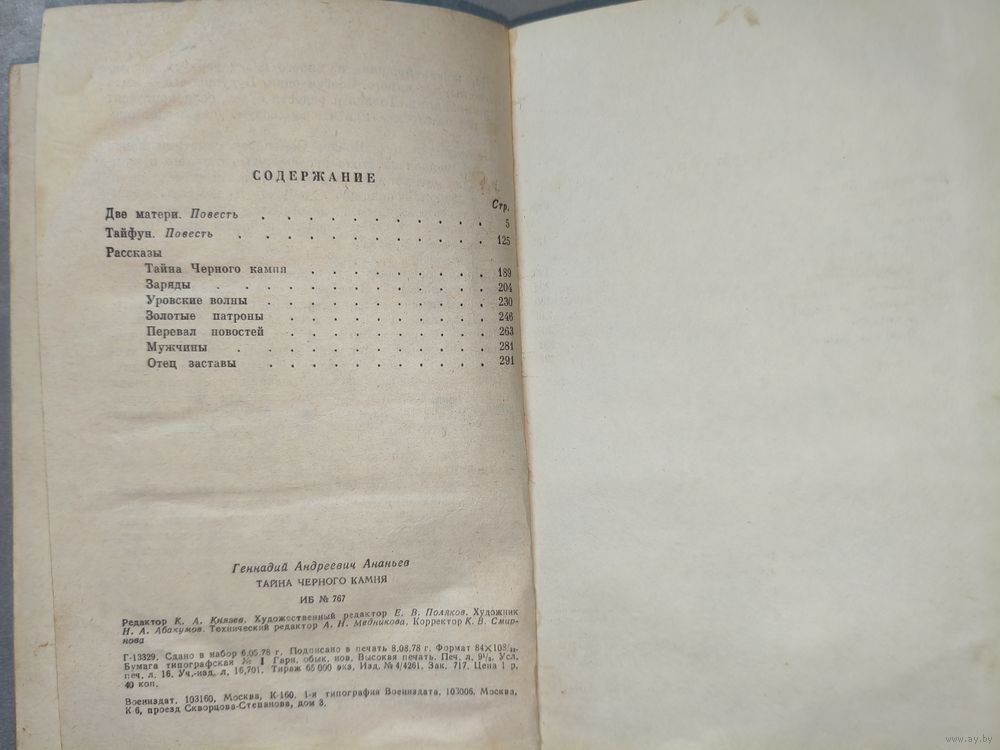 СОДЕРЖАНИЕ
Стр.
Две матери. Повесть . . . . . . . . . . 5
Тайфун. Повесть . . . . . . . . . . . 125
Рассказы
Тайна Черного камня . . . . . . . . 189
Заряды . . . . . . . . . . . . 204
Уровские волны . . . . . . . . . . 230
Золотые патроны . . . . . . . . . 246
Перевал новостей . . . . . . . . . 263
Мужчины . . . . . . . . . . . 281
Отец заставы . . . . . . . . . . 291
Геннадий Андреевич Ананьев
ТАЙНА ЧЕРНОГО КАМНЯ
ИБ № 767
Редактор К. А. Князев. Художественный редактор Е. В. Поляков. Художник
Н. А. Абакумов. Технический редактор А. Н. Медникова. Корректор К. В. Смир-
нова
Г-13329. Сдано в набор 6.05.78 г. Подписано в печать 8.08.78 г. Формат 84×108/32.
Бумага типографская № 1 Гарн. обык. нов. Высокая печать. Печ. л. 9½. Усл.
печ. л. 16. Уч.-изд. л. 16,701. Тираж 65 000 экз. Изд. № 4/4261. Зак. 717. Цена 1 р.
40 коп.
Воениздат, 103160, Москва, К-160. 1-я типография Воениздата, 103006, Москва,
К 6, проезд Скворцова-Степанова, дом 3.
www.ay.by